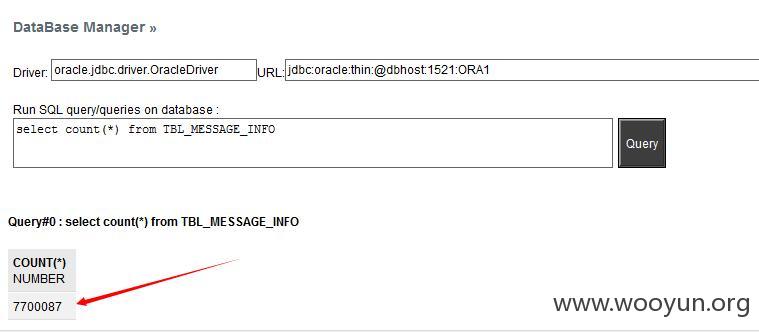 DataBase Manager »
Driver: oracle.jdbc.driver.OracleDriver URL: jdbc:oracle:thin:@dbhost:1521:ORA1
Run SQL query/queries on database :
select count(*) from TBL_MESSAGE_INFO
Query
Query#0 : select count(*) from TBL_MESSAGE_INFO
COUNT(*)
NUMBER
7700087
www.wooyun.org